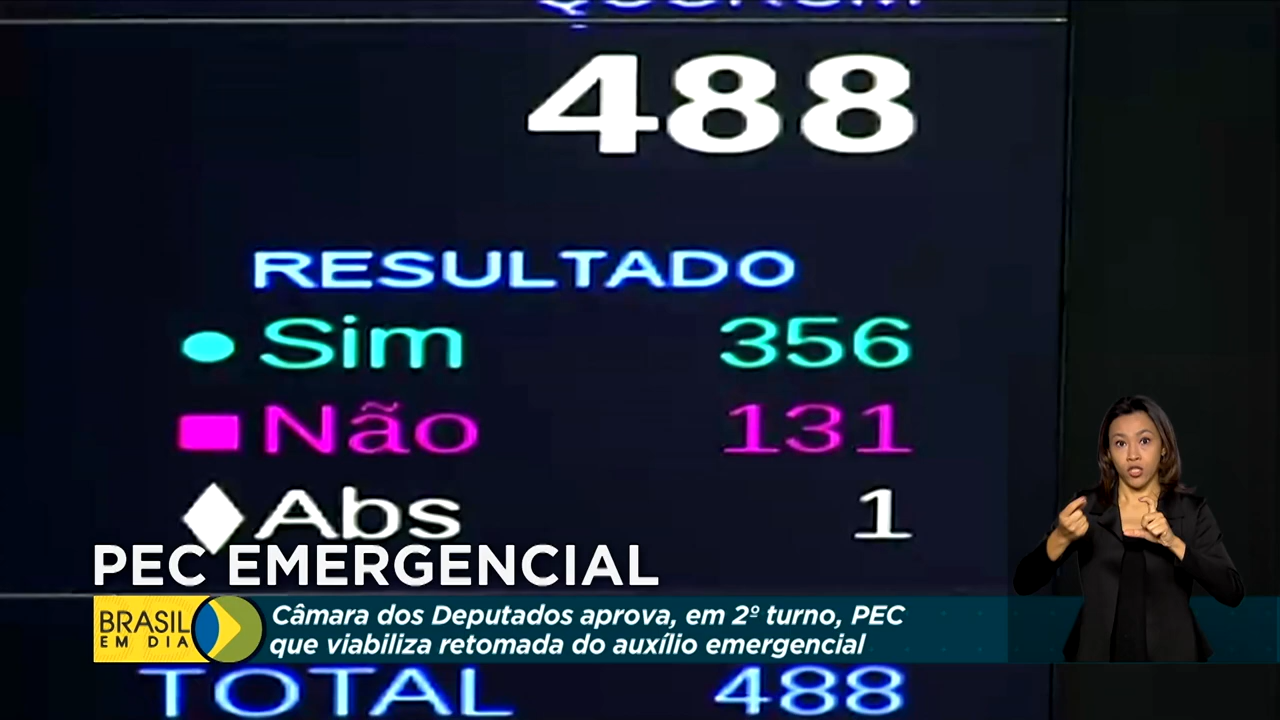 488
RESULTADO
Sim 356
Não 131
Abs 1
PEC EMERGENCIAL
BRASIL
EM DIA
Câmara dos Deputados aprova, em 2º turno, PEC
que viabiliza retomada do auxílio emergencial
TOTAL 488